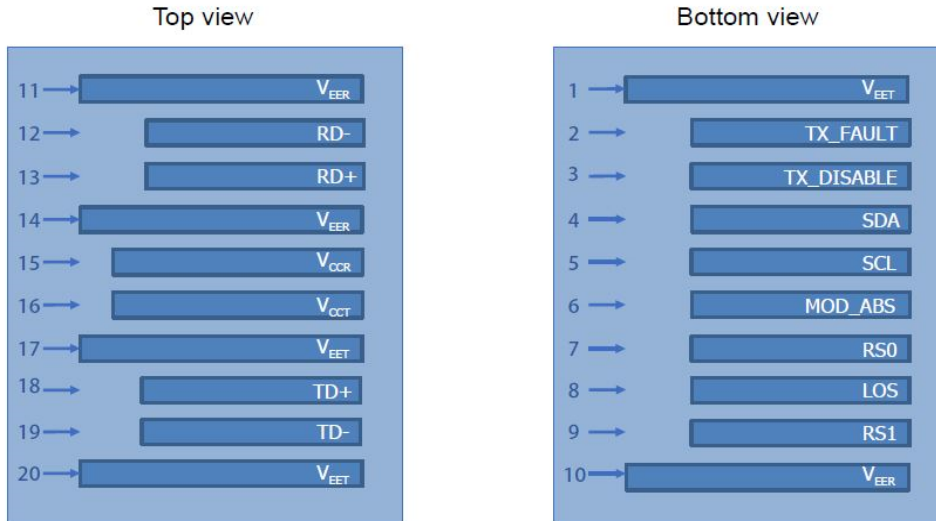 Top view
11 VEER
12 RD-
13 RD+
14 VEER
15 VCCR
16 VCCT
17 VEET
18 TD+
19 TD-
20 VEET
Bottom view
1 VEET
2 TX_FAULT
3 TX_DISABLE
4 SDA
5 SCL
6 MOD_ABS
7 RS0
8 LOS
9 RS1
10 VEER